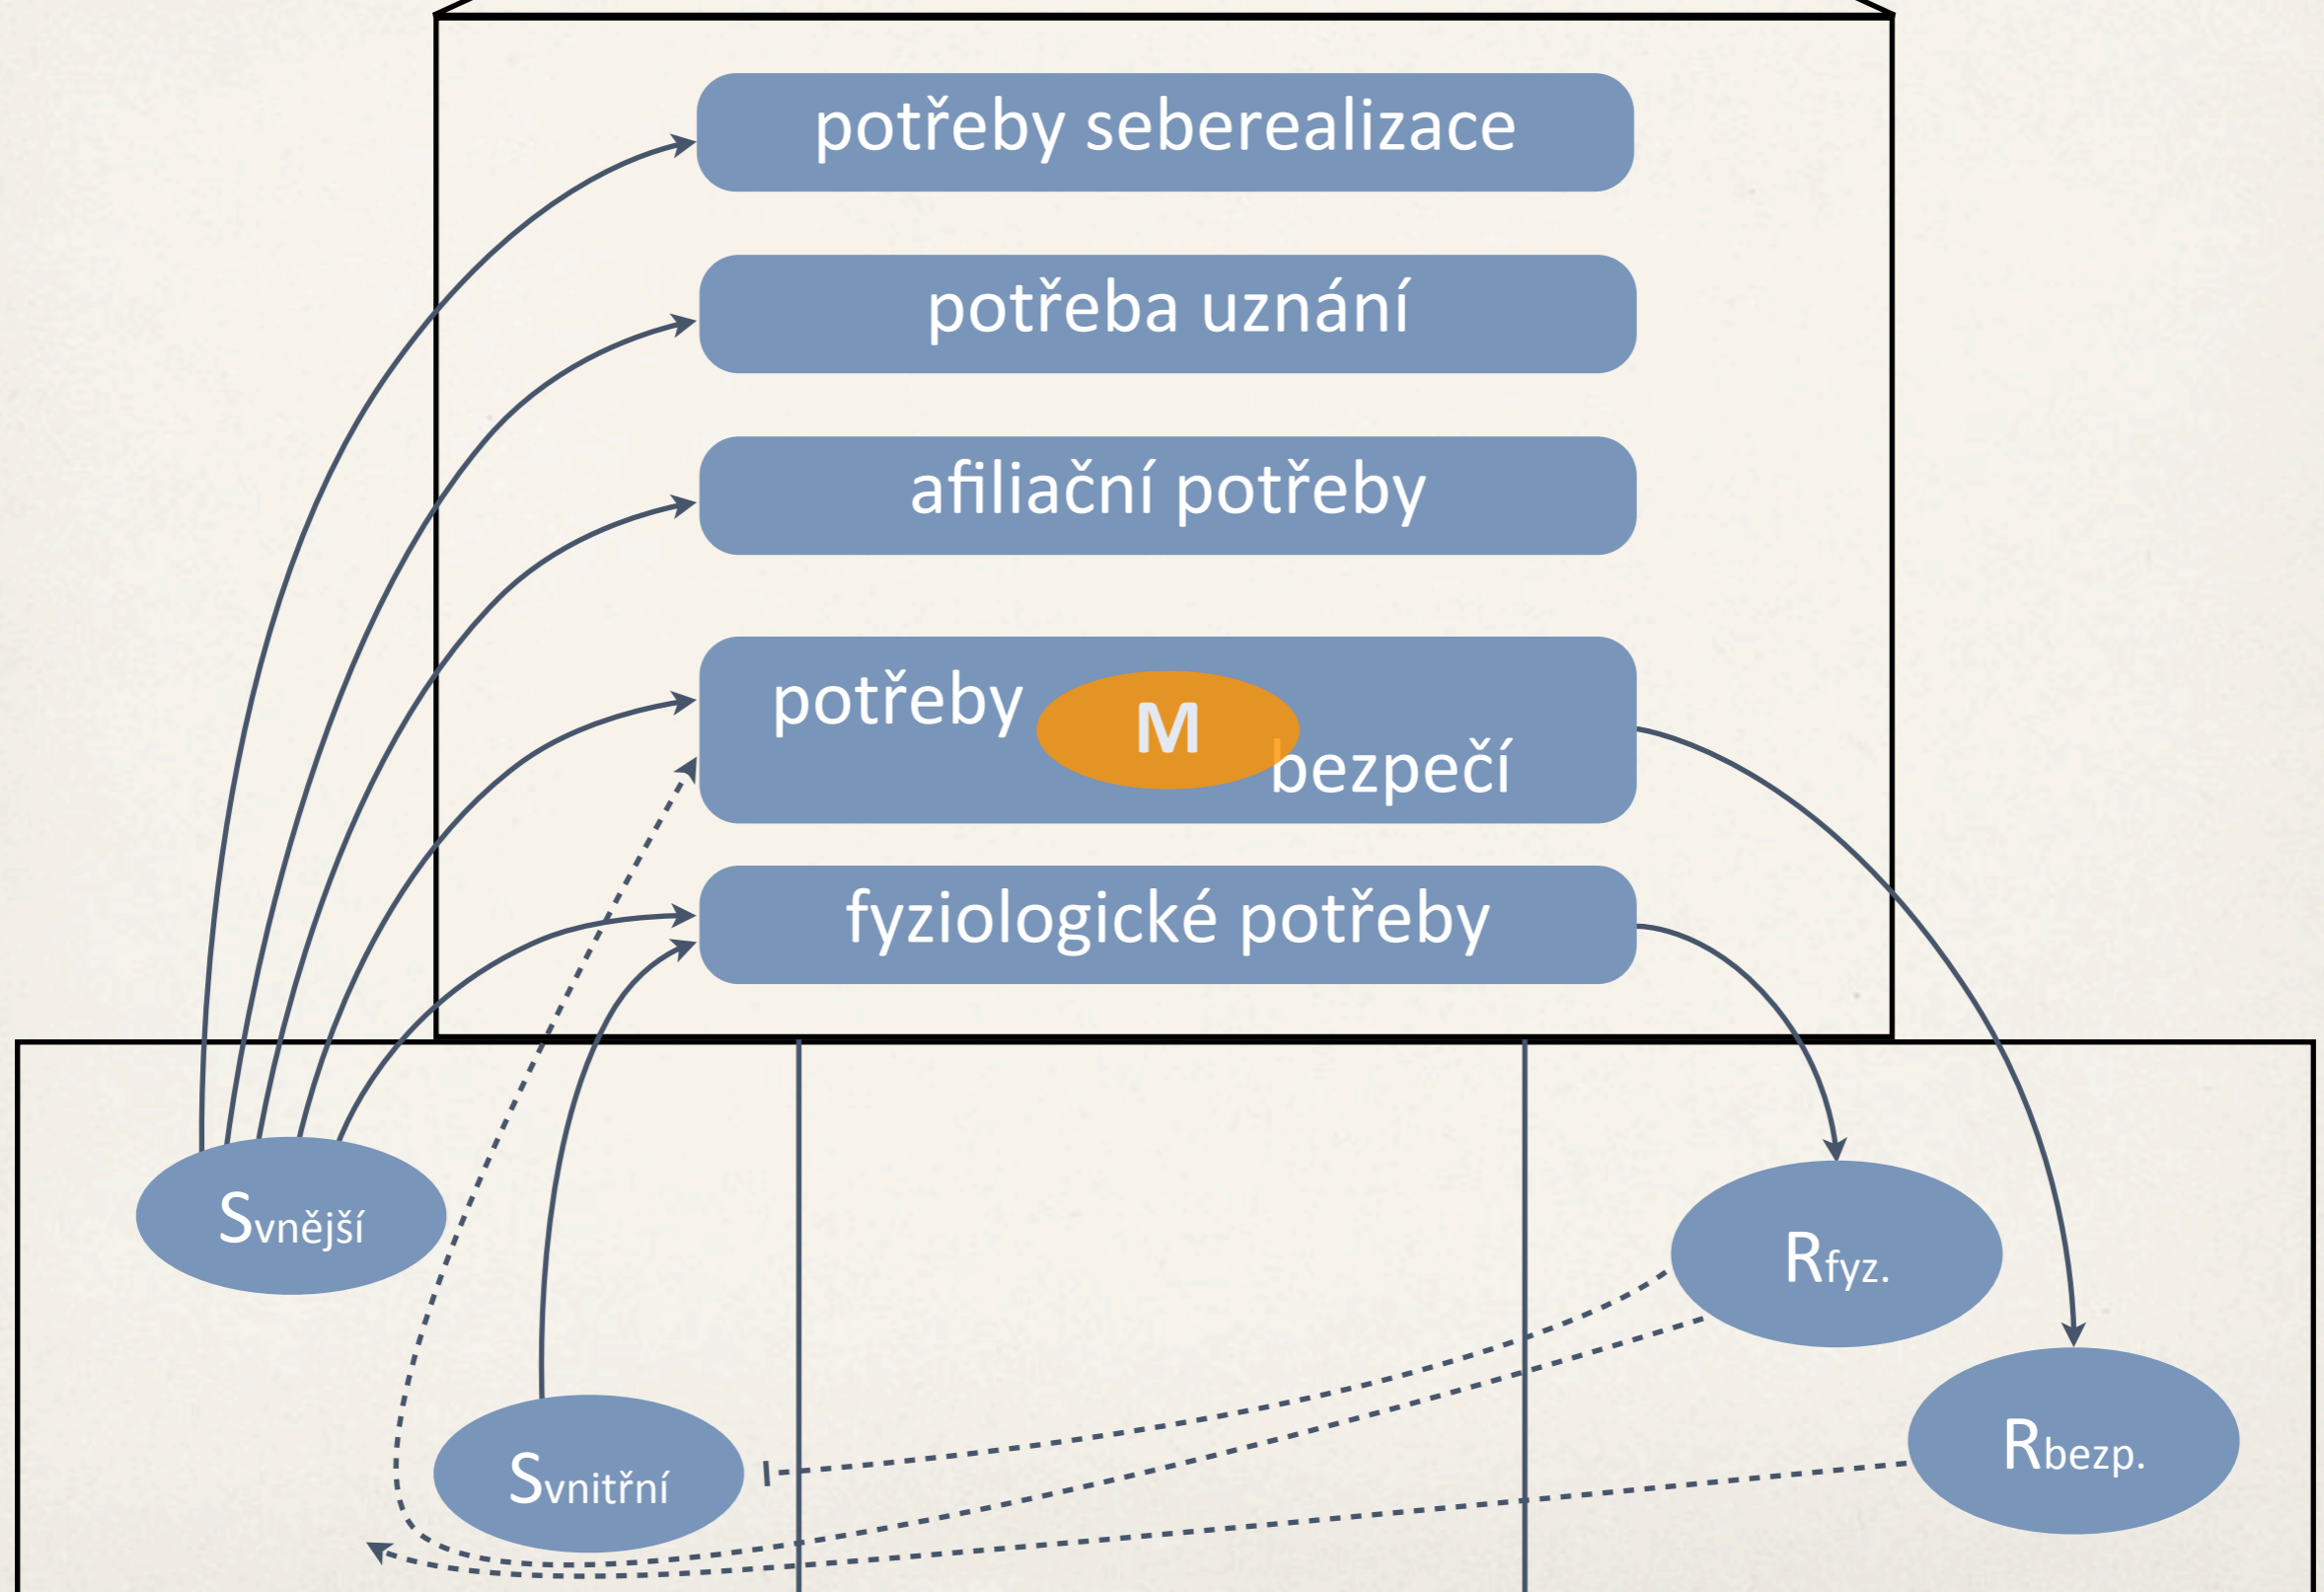 potřeby seberealizace
potřeba uznání
afiliační potřeby
potřeby
M
bezpečí
fyziologické potřeby
Svnější
Rfyz.
Svnitřní
Rbezp.